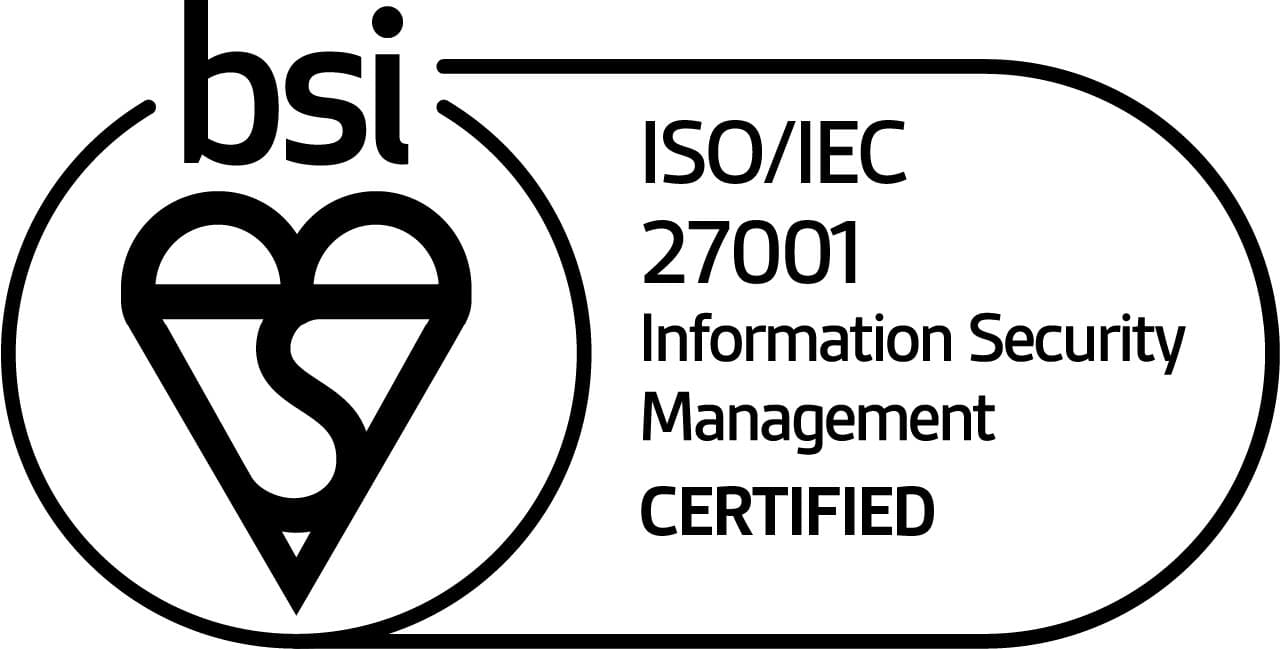 bsi
ISO/IEC
27001
Information Security
Management
CERTIFIED